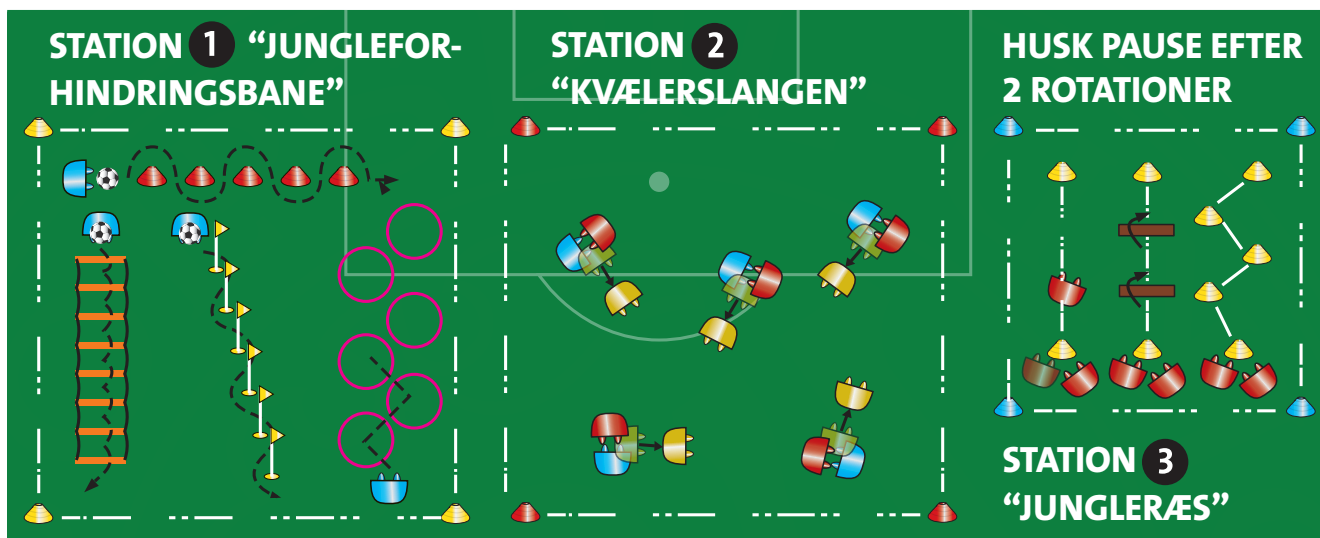 STATION 1 “JUNGLEFOR-
HINDRINGSBANE”
STATION 2
“KVÆLERSLANGEN”
HUSK PAUSE EFTER
2 ROTATIONER
STATION 3
“JUNGLERÆS”